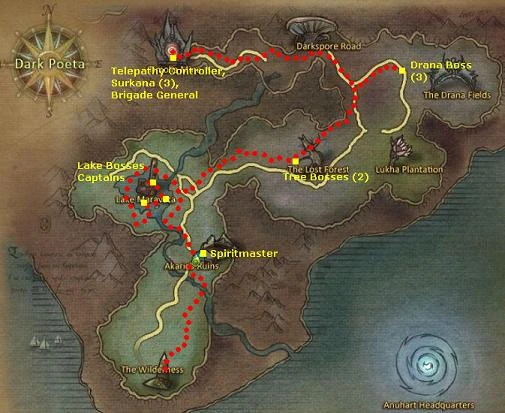 N
Dark Poeta
Darkspore Road
Telepathy Controller,
Surkana (3),
Brigade General
Drana Boss
(3)
The Drana Fields
Lake Bosses
Captains
The Lost Forest
Tree Bosses (2)
Lukha Plantation
Spiritmaster
Akarios Ruins
The Wilderness
Anuhart Headquarters